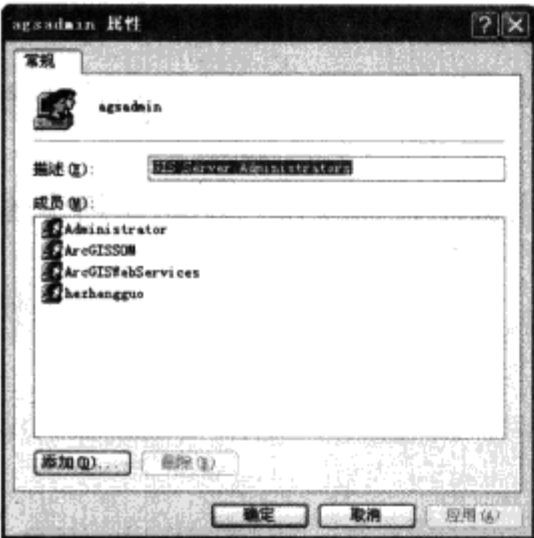 agsadmin 属性
常规
agsadmin
描述(E):
GIS Server Administrators
成员(M):
Administrator
ArcGISSOM
ArcGISWebServices
hezhangguo
添加(D)...
删除(R)
确定
取消
应用(A)